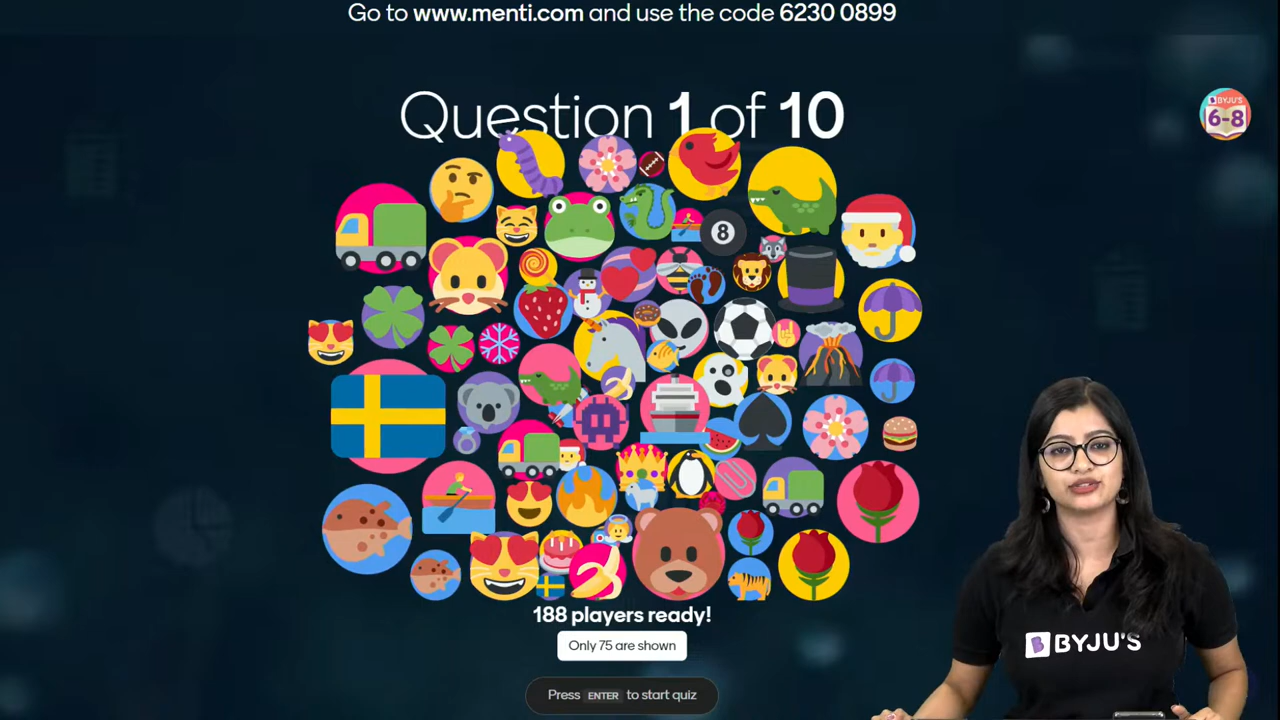 Go to www.menti.com and use the code 6230 0899
BYJU'S
6-8
Question 1 of 10
8
188 players ready!
Only 75 are shown
Press ENTER to start quiz
BYJU'S